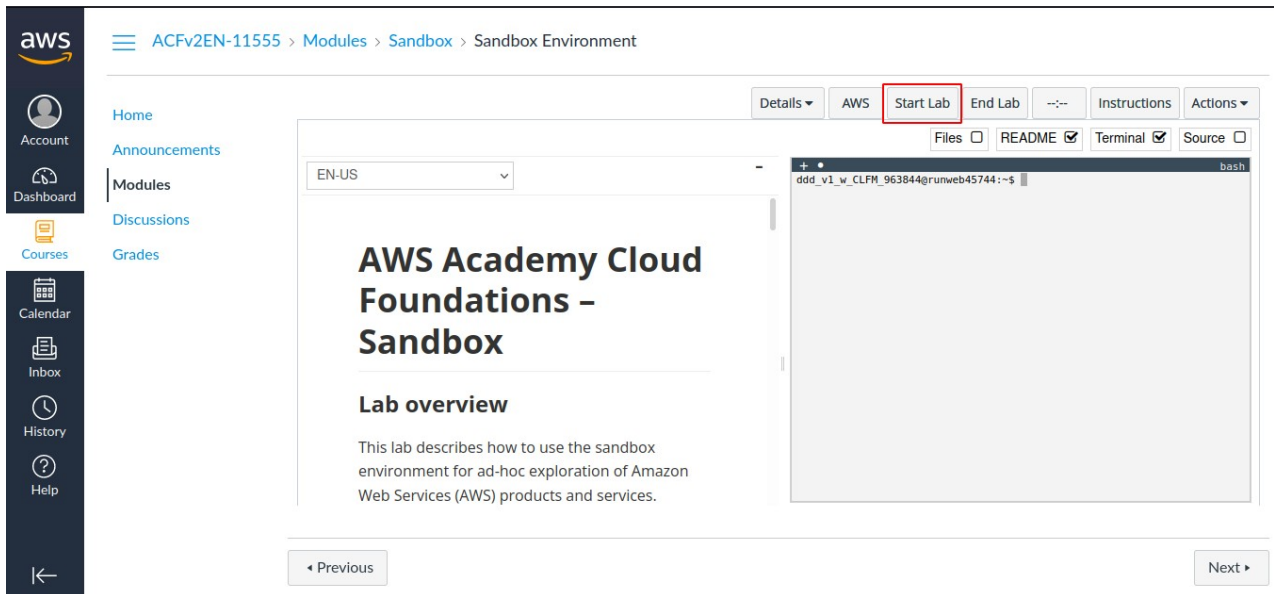 aws
ACFv2EN-11555 > Modules > Sandbox > Sandbox Environment
Account
Dashboard
Courses
Calendar
Inbox
History
Help
Home
Announcements
Modules
Discussions
Grades
Details AWS Start Lab End Lab --:-- Instructions Actions
Files README Terminal Source
EN-US
AWS Academy Cloud
Foundations –
Sandbox
Lab overview
This lab describes how to use the sandbox
environment for ad-hoc exploration of Amazon
Web Services (AWS) products and services.
bash
ddd_v1_w_CLFM_963844@runweb45744:~$
Previous
Next